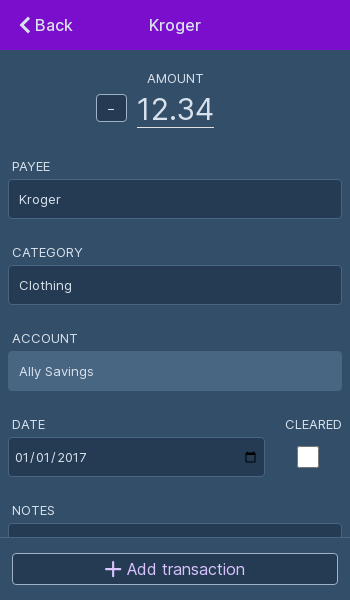 Back
Kroger
AMOUNT
- 12.34
PAYEE
Kroger
CATEGORY
Clothing
ACCOUNT
Ally Savings
DATE CLEARED
01/01/2017
NOTES
Add transaction